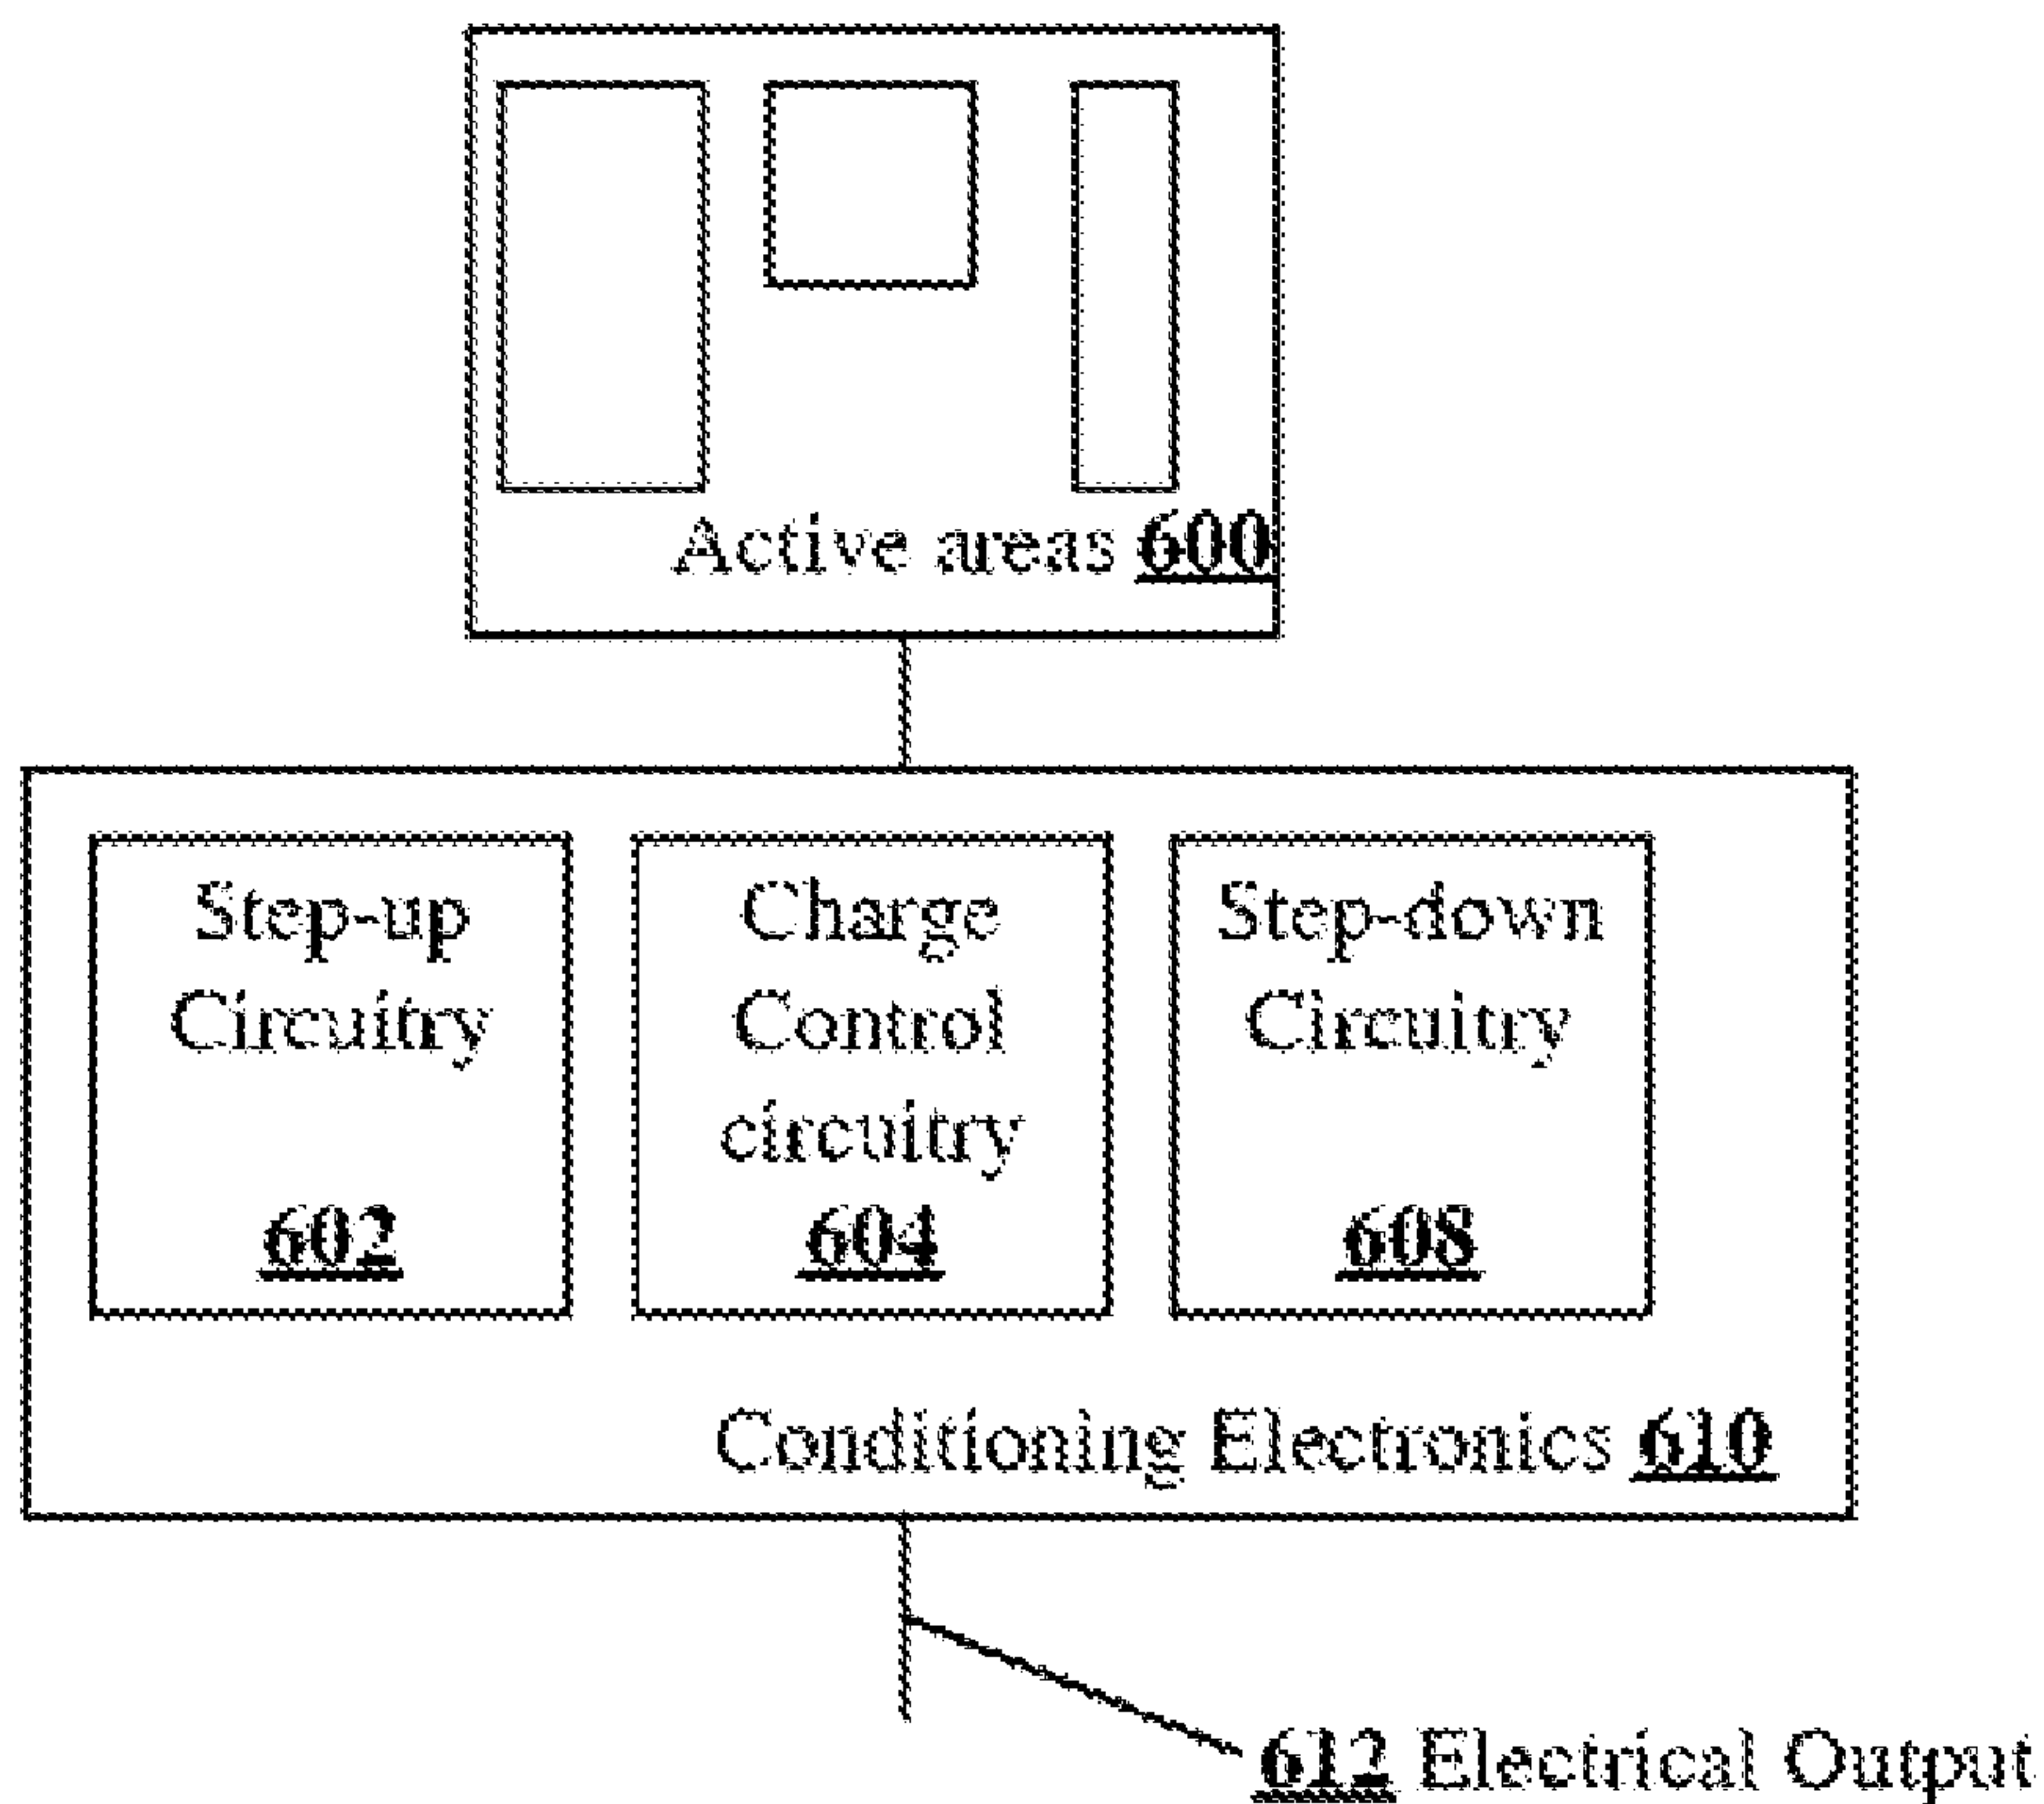 Active areas 600
Step-up
Circuitry
602
Charge
Control
circuitry
604
Step-down
Circuitry
608
Conditioning Electronics 610
612 Electrical Output